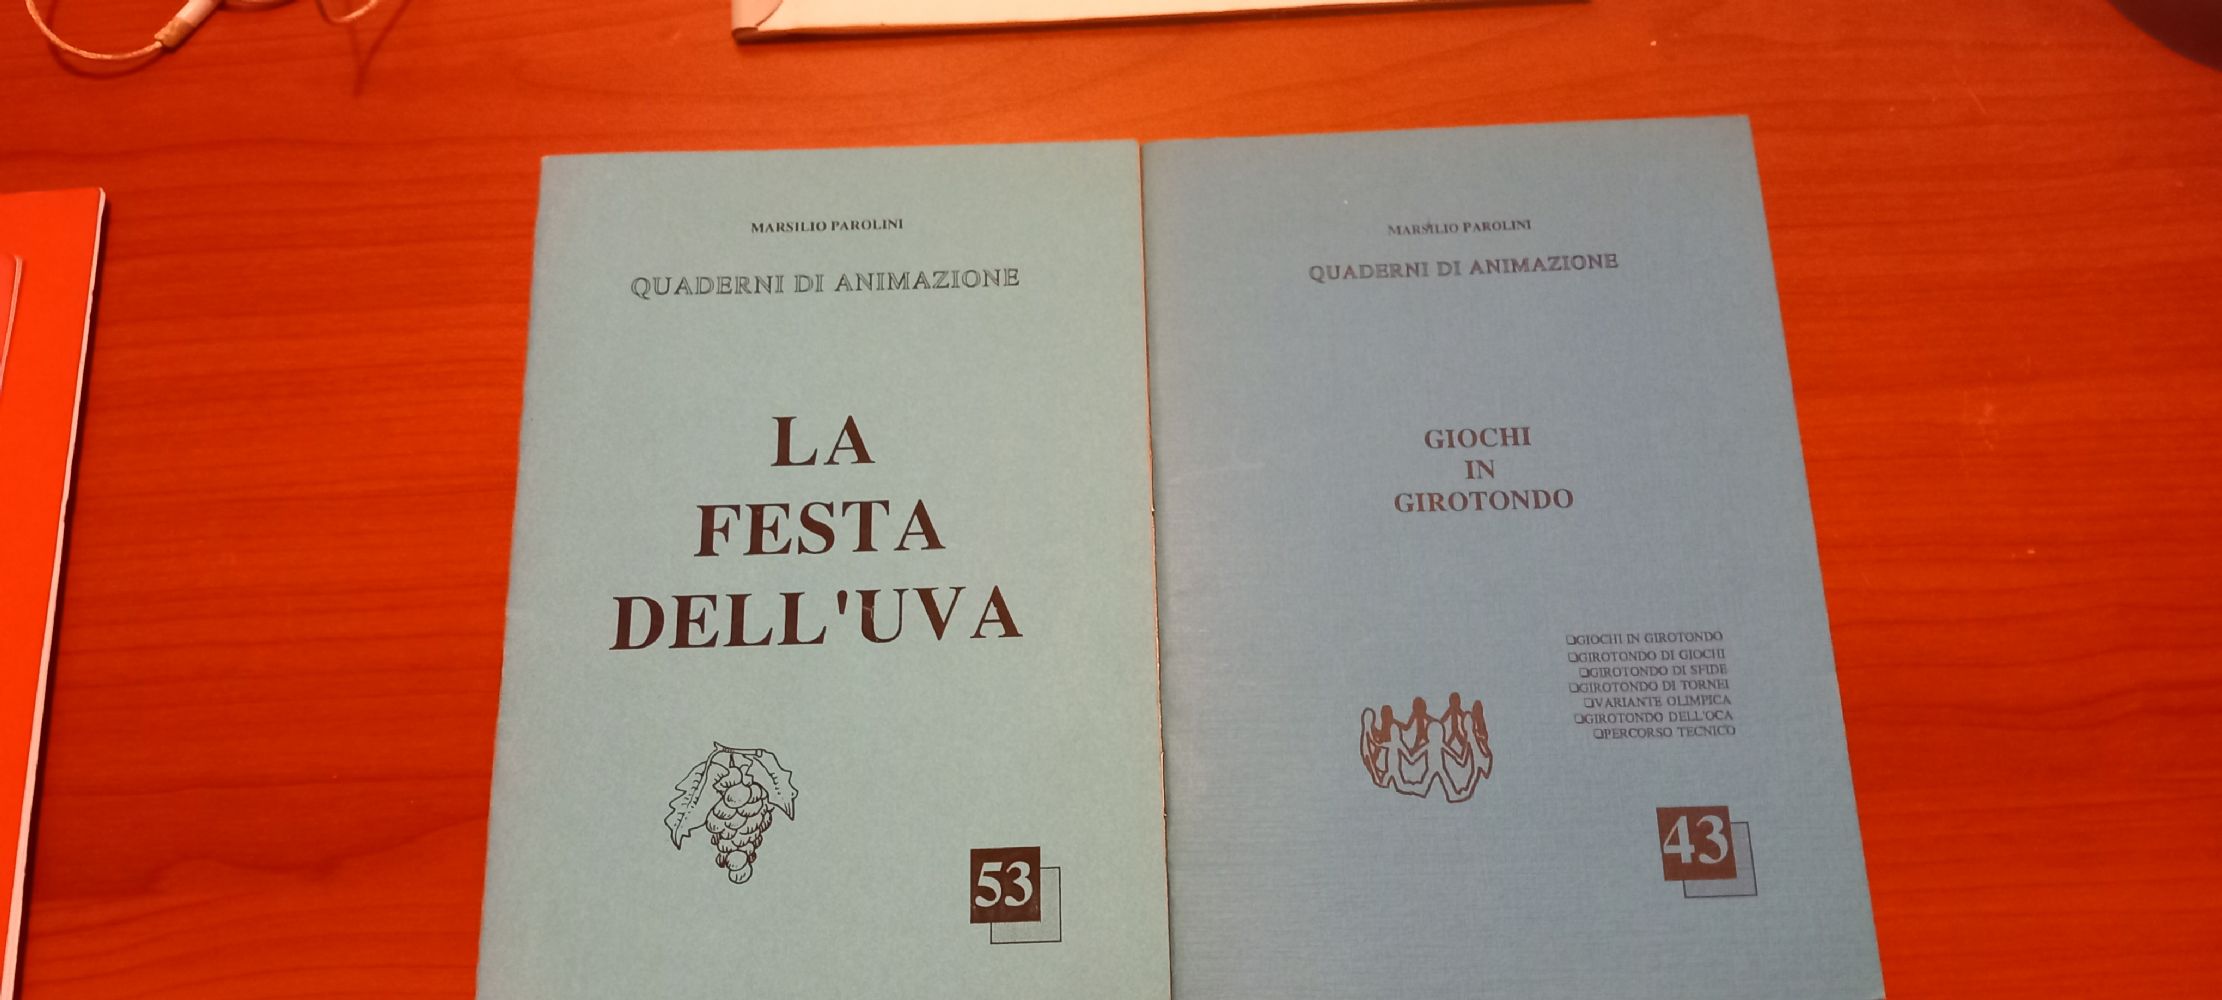 MARSILIO PAROLINI
QUADERNI DI ANIMAZIONE
LA
FESTA
DELL'UVA
53
MARSILIO PAROLINI
QUADERNI DI ANIMAZIONE
GIOCHI
IN
GIROTONDO
❑GIOCHI IN GIROTONDO
❑GIROTONDO DI GIOCHI
❑GIROTONDO DI SFIDE
❑GIROTONDO DI TORNEI
❑VARIANTE OLIMPICA
❑GIROTONDO DELL'OCA
❑PERCORSO TECNICO
43